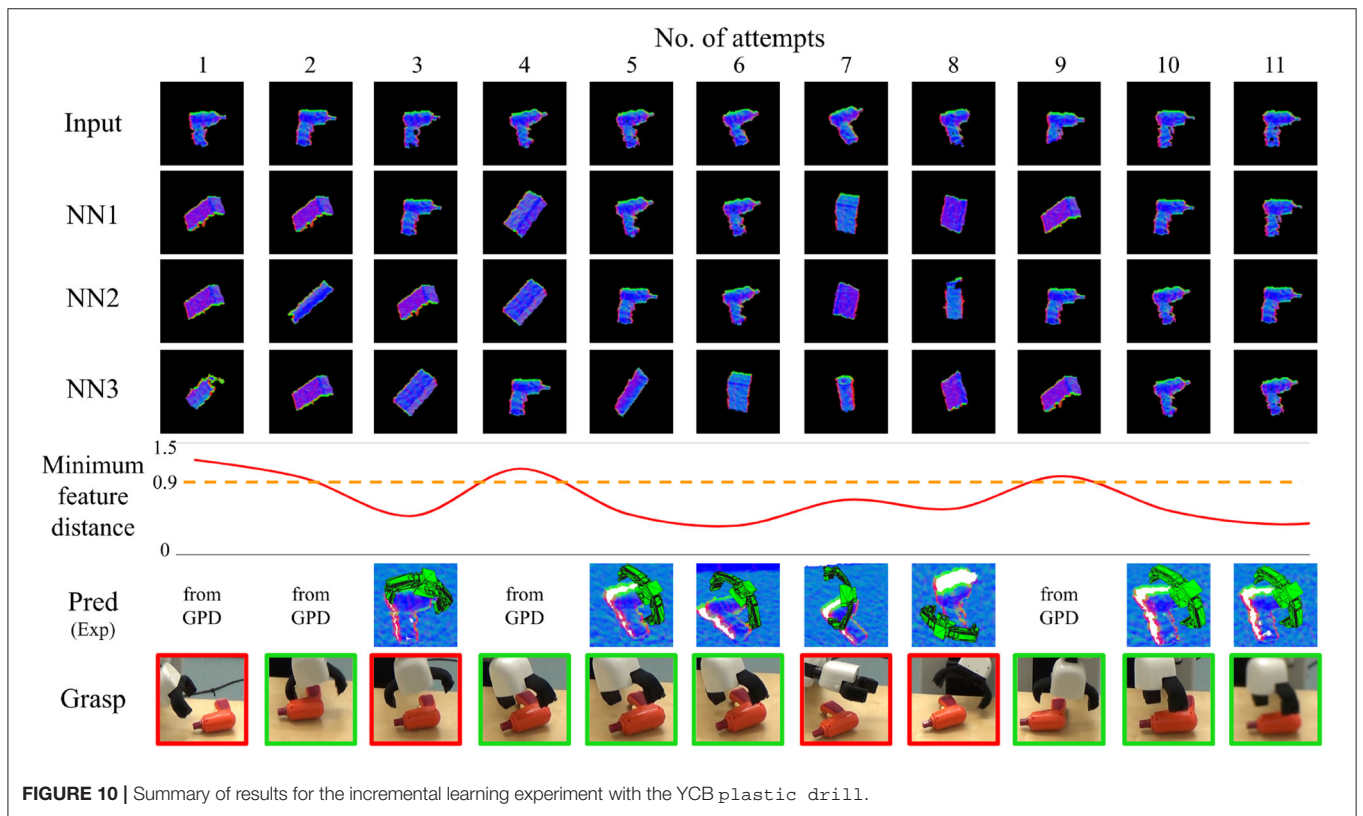 No. of attempts
1 2 3 4 5 6 7 8 9 10 11
Input
NN1
NN2
NN3
1.5
Minimum
feature
distance
0.9
0
Pred
(Exp)
from
GPD
from
GPD
from
GPD
from
GPD
Grasp
FIGURE 10 | Summary of results for the incremental learning experiment with the YCB plastic drill.